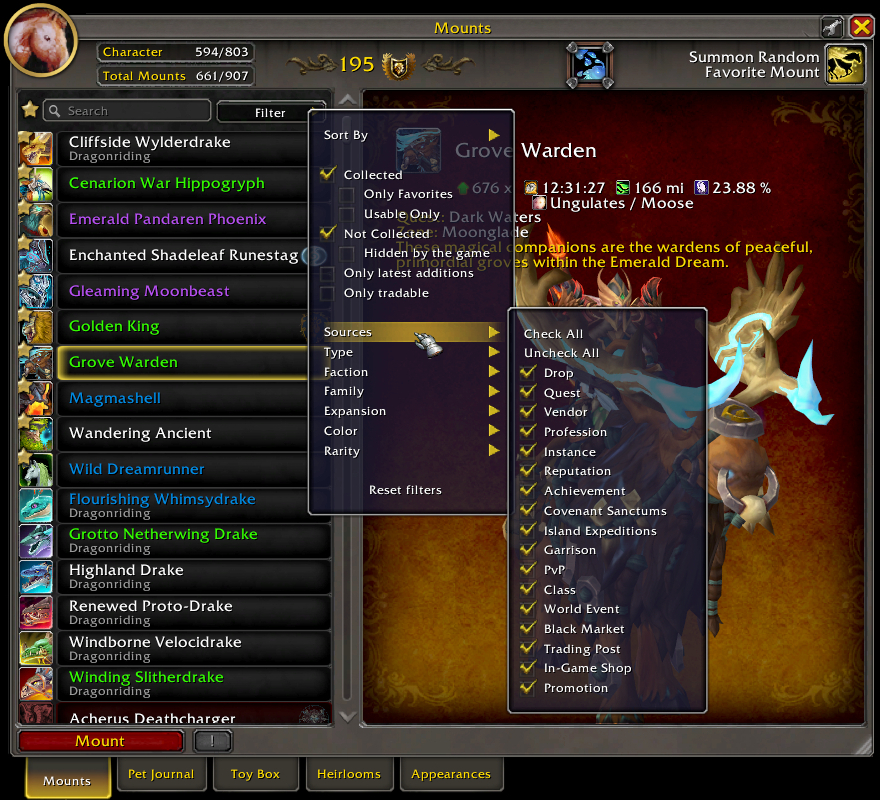 Mounts
Character 594/803
Total Mounts 661/907
195
Summon Random
Favorite Mount
Search
Filter
Cliffside Wylderdrake
Dragonriding
Cenarion War Hippogryph
Emerald Pandaren Phoenix
Enchanted Shadeleaf Runestag
Gleaming Moonbeast
Golden King
Grove Warden
Magmashell
Wandering Ancient
Wild Dreamrunner
Flourishing Whimsydrake
Dragonriding
Grotto Netherwing Drake
Dragonriding
Highland Drake
Dragonriding
Renewed Proto-Drake
Dragonriding
Windborne Velocidrake
Dragonriding
Winding Slitherdrake
Dragonriding
Acherus Deathcharger
Sort By
Collected
Only Favorites
Usable Only
Not Collected
Hidden by the game
Only latest additions
Only tradable
Sources
Type
Faction
Family
Expansion
Color
Rarity
Reset filters
Grove Warden
676 x 12:31:27 166 mi 23.88 %
Ungulates / Moose
Quest: Dark Waters
Zone: Moonglade
These magical companions are the wardens of peaceful,
primordial groves within the Emerald Dream.
Check All
Uncheck All
Drop
Quest
Vendor
Profession
Instance
Reputation
Achievement
Covenant Sanctums
Island Expeditions
Garrison
PvP
Class
World Event
Black Market
Trading Post
In-Game Shop
Promotion
Mount
!
Mounts
Pet Journal
Toy Box
Heirlooms
Appearances